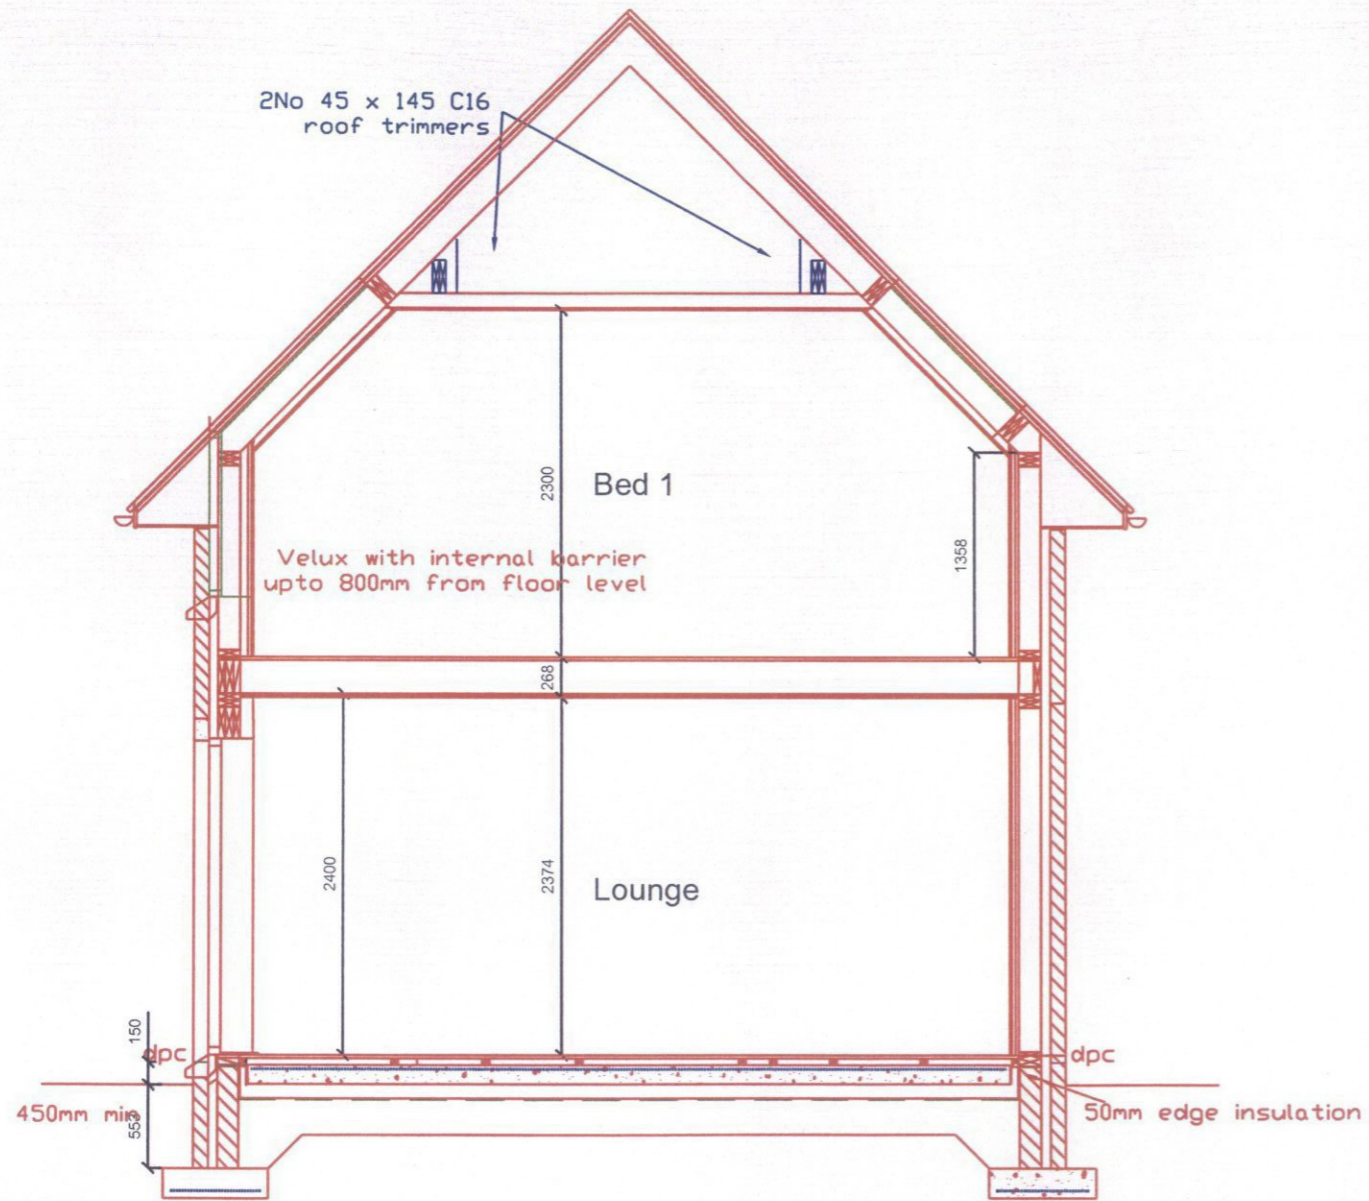 2No 45 x 145 C16
roof trimmers
2300
Bed 1
1358
Velux with internal barrier
upto 800mm from floor level
268
2400
2374
Lounge
150
dpc
dpc
450mm min
553
50mm edge insulation